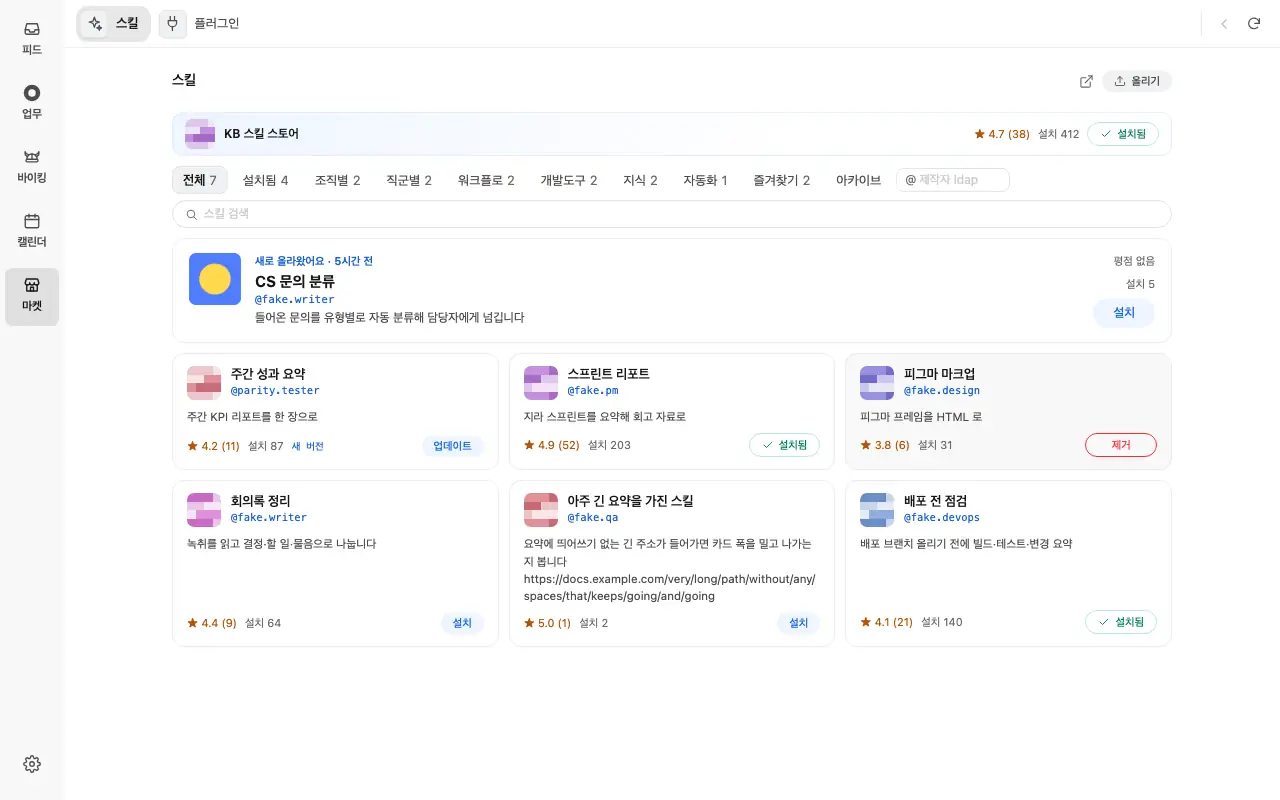 스킬
플러그인
피드
업무
바이킹
캘린더
마켓
스킬
올리기
KB 스킬 스토어
4.7 (38) 설치 412 설치됨
전체 7 설치됨 4 조직별 2 직군별 2 워크플로 2 개발도구 2 지식 2 자동화 1 즐겨찾기 2 아카이브 @ 제작자 ldap
스킬 검색
새로 올라왔어요 · 5시간 전
CS 문의 분류
@fake.writer
들어온 문의를 유형별로 자동 분류해 담당자에게 넘깁니다
평점 없음
설치 5
설치
주간 성과 요약
@parity.tester
주간 KPI 리포트를 한 장으로
4.2 (11) 설치 87 새 버전 업데이트
스프린트 리포트
@fake.pm
지라 스프린트를 요약해 회고 자료로
4.9 (52) 설치 203 설치됨
피그마 마크업
@fake.design
피그마 프레임을 HTML 로
3.8 (6) 설치 31 제거
회의록 정리
@fake.writer
녹취를 읽고 결정·할 일·물음으로 나눕니다
4.4 (9) 설치 64 설치
아주 긴 요약을 가진 스킬
@fake.qa
요약에 띄어쓰기 없는 긴 주소가 들어가면 카드 폭을 밀고 나가는
지 봅니다
https://docs.example.com/very/long/path/without/any/
spaces/that/keeps/going/and/going
5.0 (1) 설치 2 설치
배포 전 점검
@fake.devops
배포 브랜치 올리기 전에 빌드·테스트·변경 요약
4.1 (21) 설치 140 설치됨